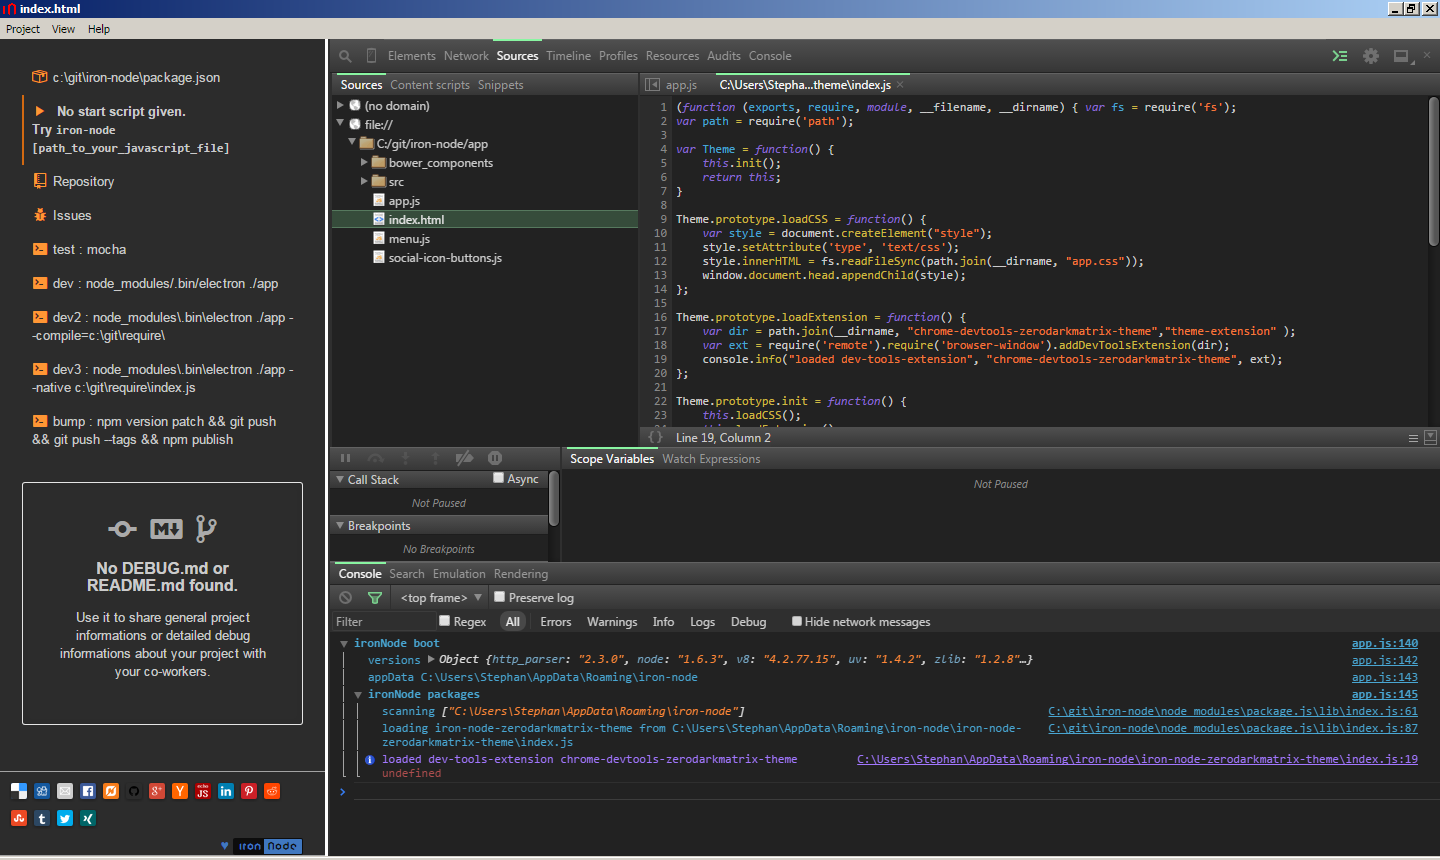 index.html
Project View Help
c:\git\iron-node\package.json
No start script given.
Try iron-node
[path_to_your_javascript_file]
Repository
Issues
test : mocha
dev : node_modules/.bin/electron ./app
dev2 : node_modules\.bin\electron ./app -
-compile=c:\git\require\
dev3 : node_modules\.bin\electron ./app -
-native c:\git\require\index.js
bump : npm version patch && git push
&& git push --tags && npm publish
No DEBUG.md or
README.md found.
Use it to share general project
informations or detailed debug
informations about your project with
your co-workers.
iron Node
Elements Network Sources Timeline Profiles Resources Audits Console
Sources Content scripts Snippets
(no domain)
file://
C:/git/iron-node/app
bower_components
src
app.js
index.html
menu.js
social-icon-buttons.js
app.js C:\Users\Stepha...theme\index.js
1 (function (exports, require, module, __filename, __dirname) { var fs = require('fs');
2 var path = require('path');
3
4 var Theme = function() {
5 this.init();
6 return this;
7 }
8
9 Theme.prototype.loadCSS = function() {
10 var style = document.createElement("style");
11 style.setAttribute('type', 'text/css');
12 style.innerHTML = fs.readFileSync(path.join(__dirname, "app.css"));
13 window.document.head.appendChild(style);
14 };
15
16 Theme.prototype.loadExtension = function() {
17 var dir = path.join(__dirname, "chrome-devtools-zerodarkmatrix-theme","theme-extension" );
18 var ext = require('remote').require('browser-window').addDevToolsExtension(dir);
19 console.info("loaded dev-tools-extension", "chrome-devtools-zerodarkmatrix-theme", ext);
20 };
21
22 Theme.prototype.init = function() {
23 this.loadCSS();
{} Line 19, Column 2
Call Stack Async
Not Paused
Breakpoints
No Breakpoints
Scope Variables Watch Expressions
Not Paused
Console Search Emulation Rendering
<top frame> Preserve log
Filter Regex All Errors Warnings Info Logs Debug Hide network messages
ironNode boot app.js:140
versions Object {http_parser: "2.3.0", node: "1.6.3", v8: "4.2.77.15", uv: "1.4.2", zlib: "1.2.8"…} app.js:142
appData C:\Users\Stephan\AppData\Roaming\iron-node app.js:143
ironNode packages app.js:145
scanning ["C:\Users\Stephan\AppData\Roaming\iron-node"] C:\git\iron-node\node_modules\package.js\lib\index.js:61
loading iron-node-zerodarkmatrix-theme from C:\Users\Stephan\AppData\Roaming\iron-node\iron-node- C:\git\iron-node\node_modules\package.js\lib\index.js:87
zerodarkmatrix-theme\index.js
loaded dev-tools-extension chrome-devtools-zerodarkmatrix-theme C:\Users\Stephan\AppData\Roaming\iron-node\iron-node-zerodarkmatrix-theme\index.js:19
undefined